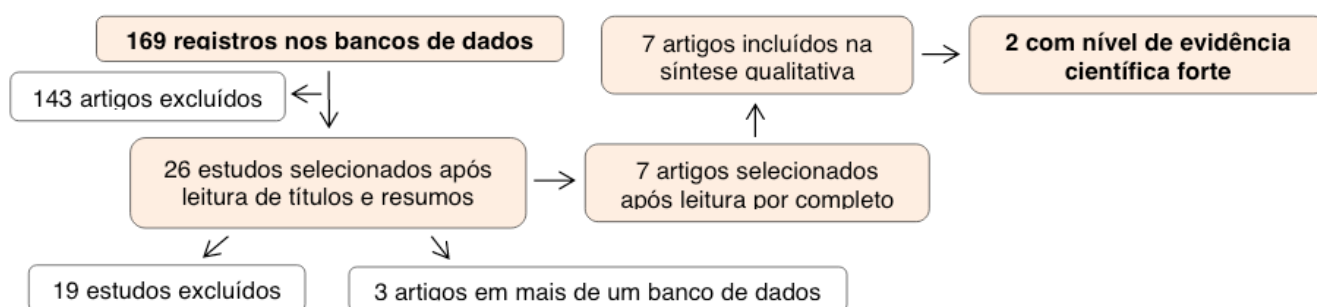 169 registros nos bancos de dados
143 artigos excluídos
26 estudos selecionados após
leitura de títulos e resumos
19 estudos excluídos
3 artigos em mais de um banco de dados
7 artigos selecionados
após leitura por completo
7 artigos incluídos na
síntese qualitativa
2 com nível de evidência
científica forte